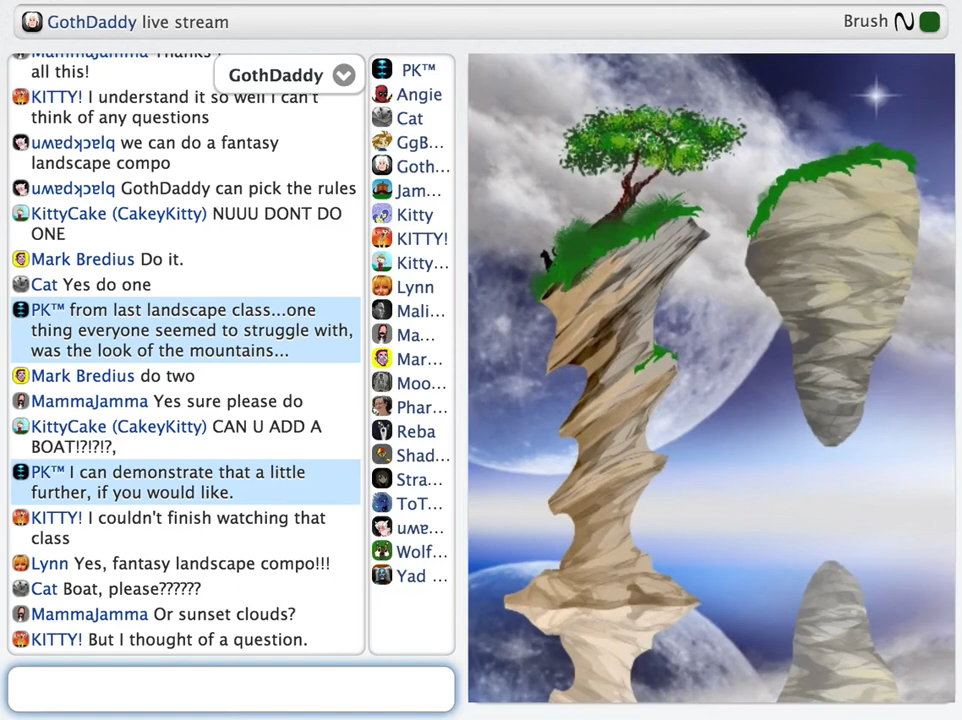 GothDaddy live stream
Brush
GothDaddy
all this!
KITTY! I understand it so well I can't
think of any questions
uʍɐdʞɔɐlq we can do a fantasy
landscape compo
uʍɐdʞɔɐlq GothDaddy can pick the rules
KittyCake (CakeyKitty) NUUU DONT DO
ONE
Mark Bredius Do it.
Cat Yes do one
PK™ from last landscape class...one
thing everyone seemed to struggle with,
was the look of the mountains...
Mark Bredius do two
MammaJamma Yes sure please do
KittyCake (CakeyKitty) CAN U ADD A
BOAT!?!?!?,
PK™ I can demonstrate that a little
further, if you would like.
KITTY! I couldn't finish watching that
class
Lynn Yes, fantasy landscape compo!!!
Cat Boat, please??????
MammaJamma Or sunset clouds?
KITTY! But I thought of a question.
PK™
Angie
Cat
GgB...
Goth...
Jam...
Kitty
KITTY!
Kitty...
Lynn
Mali...
Ma...
Mar...
Moo...
Phar...
Reba
Shad...
Stra...
ToT...
uʍɐ...
Wolf...
Yad ...